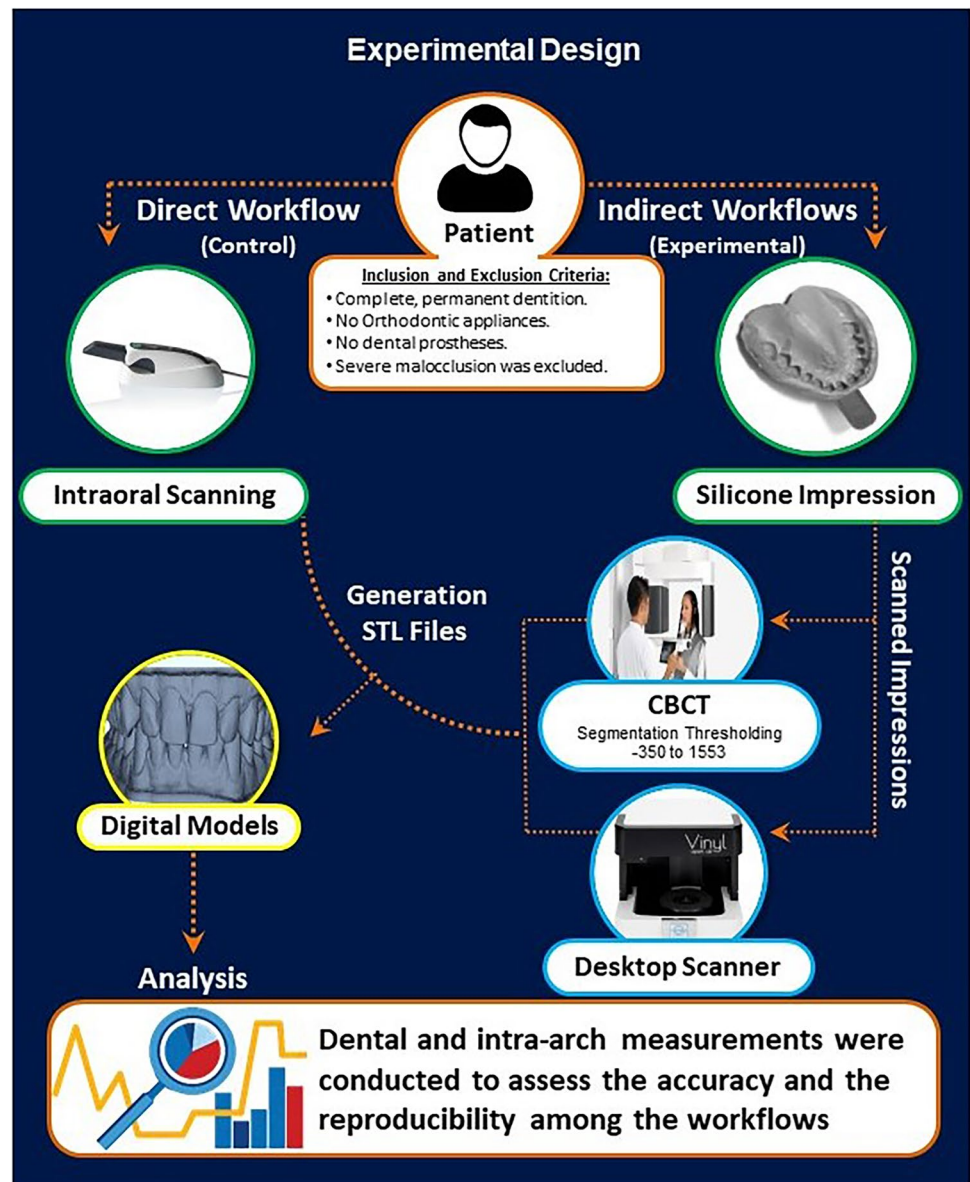 Experimental Design
Patient
Direct Workflow
(Control)
Indirect Workflows
(Experimental)
Inclusion and Exclusion Criteria:
• Complete, permanent dentition.
• No Orthodontic appliances.
• No dental prostheses.
• Severe malocclusion was excluded.
Intraoral Scanning
Silicone Impression
Scanned Impressions
Generation
STL Files
CBCT
Segmentation Thresholding
-350 to 1553
Digital Models
Vinyl
Desktop Scanner
Analysis
Dental and intra-arch measurements were
conducted to assess the accuracy and the
reproducibility among the workflows